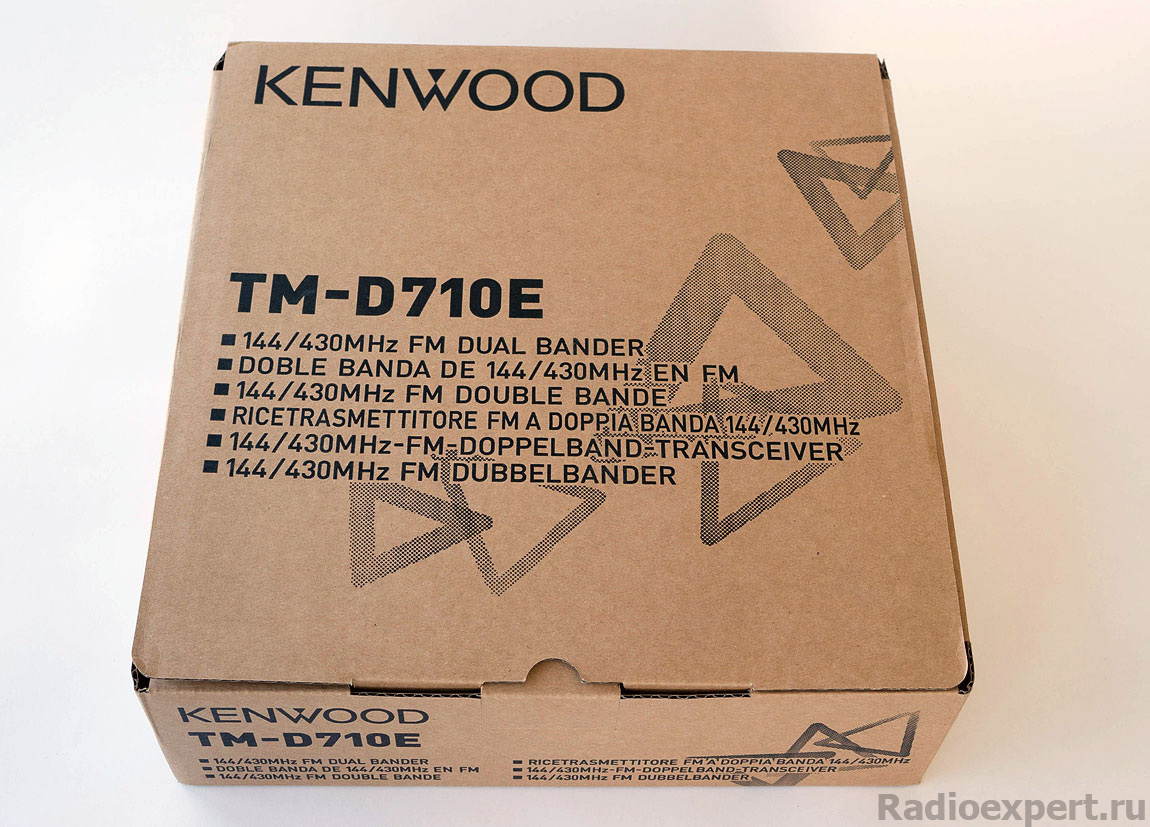 KENWOOD
TM-D710E
■144/430MHz FM DUAL BANDER
■DOBLE BANDA DE 144/430MHz EN FM
■144/430MHz FM DOUBLE BANDE
■RICETRASMETTITORE FM A DOPPIA BANDA 144/430MHz
■144/430MHz-FM-DOPPELBAND-TRANSCEIVER
■144/430MHz FM DUBBELBANDER
KENWOOD
TM-D710E
■144/430MHz FM DUAL BANDER
■DOBLE BANDA DE 144/430MHz EN FM
■144/430MHz FM DOUBLE BANDE
■RICETRASMETTITORE FM A DOPPIA BANDA 144/430MHz
■144/430MHz-FM-DOPPELBAND-TRANSCEIVER
■144/430MHz FM DUBBELBANDER
Radioexpert.ru